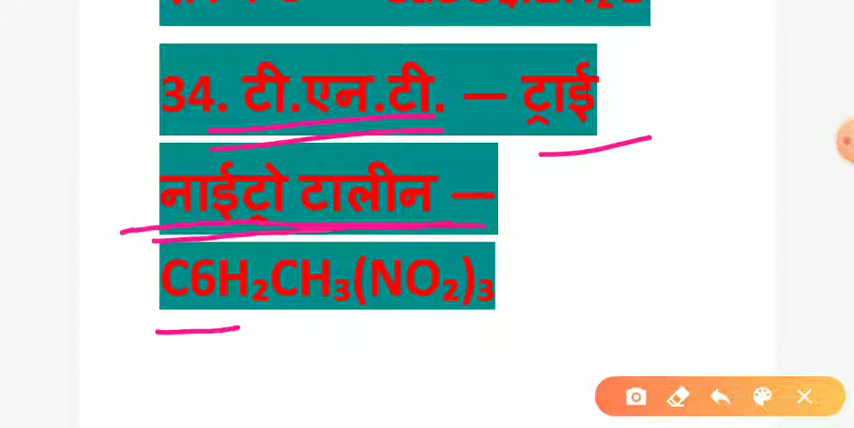 34. टी.एन.टी. — ट्राई
नाईट्रो टालीन —
C6H₂CH₃(NO₂)₃